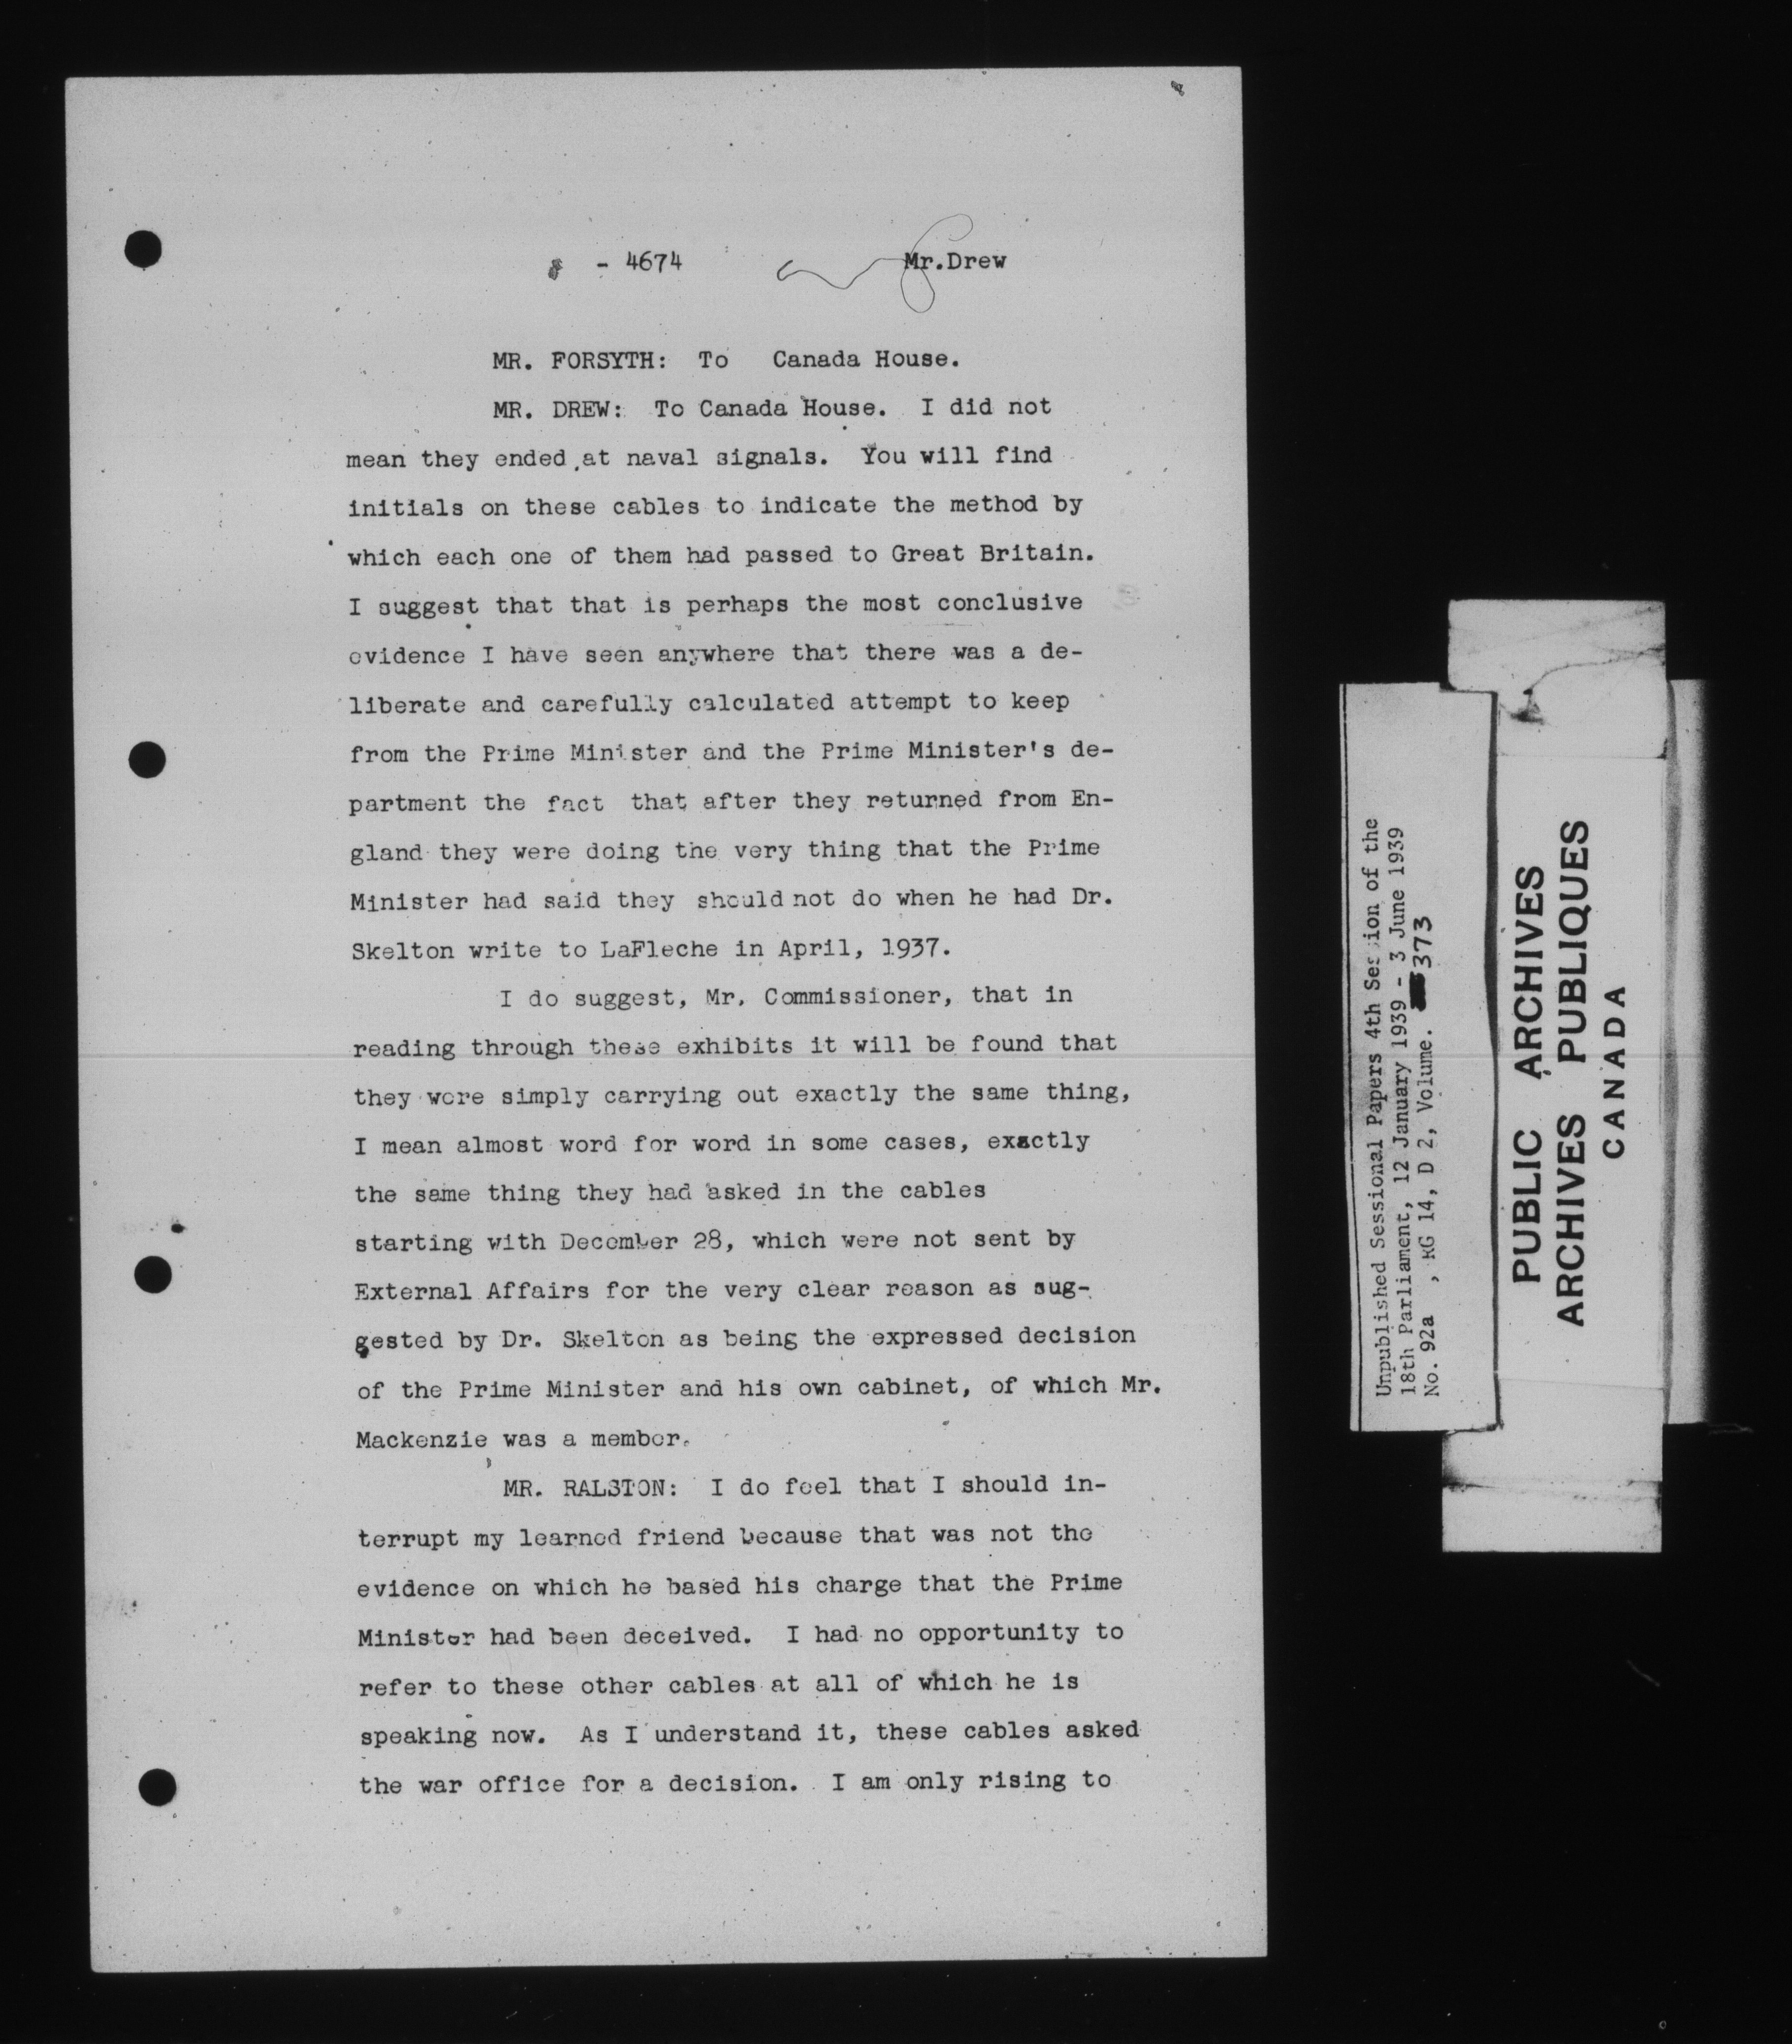 - 4674 Mr.Drew
MR. FORSYTH: To Canada House.
MR. DREW: To Canada House. I did not
mean they ended at naval signals. You will find
initials on these cables to indicate the method by
which each one of them had passed to Great Britain.
I suggest that that is perhaps the most conclusive
evidence I have seen anywhere that there was a de-
liberate and carefully calculated attempt to keep
from the Prime Minister and the Prime Minister's de-
partment the fact that after they returned from En-
gland they were doing the very thing that the Prime
Minister had said they should not do when he had Dr.
Skelton write to LaFleche in April, 1937.
I do suggest, Mr. Commissioner, that in
reading through these exhibits it will be found that
they were simply carrying out exactly the same thing,
I mean almost word for word in some cases, exactly
the same thing they had asked in the cables
starting with December 28, which were not sent by
External Affairs for the very clear reason as sug-
gested by Dr. Skelton as being the expressed decision
of the Prime Minister and his own cabinet, of which Mr.
Mackenzie was a member.
MR. RALSTON: I do feel that I should in-
terrupt my learned friend because that was not the
evidence on which he based his charge that the Prime
Minister had been deceived. I had no opportunity to
refer to these other cables at all of which he is
speaking now. As I understand it, these cables asked
the war office for a decision. I am only rising to
Unpublished Sessional Papers 4th Session of the
18th Parliament, 12 January 1939 - 3 June 1939
No. 92a , RG 14, D 2, Volume. 373
PUBLIC ARCHIVES
ARCHIVES PUBLIQUES
CANADA